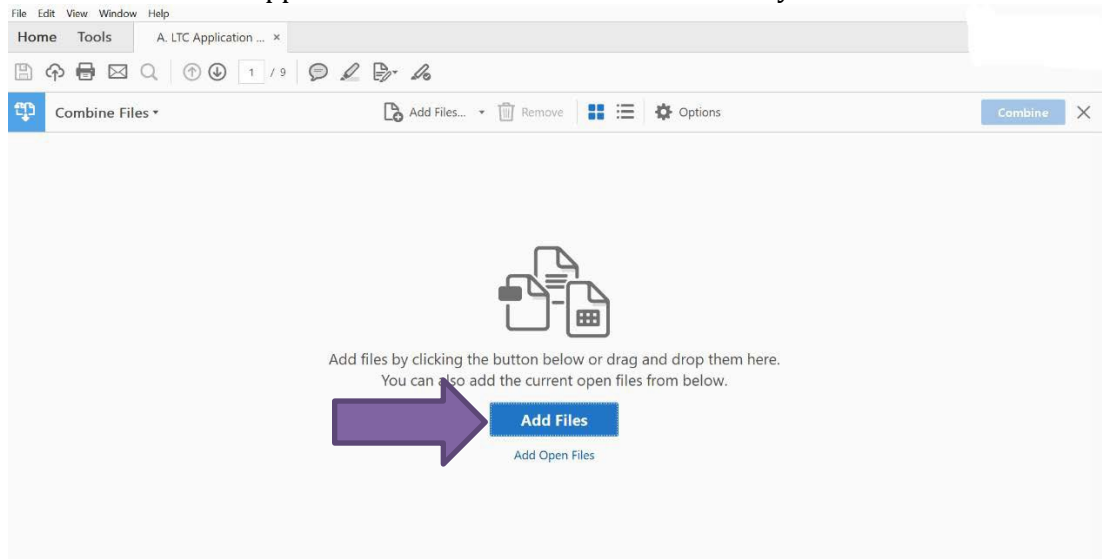 File Edit View Window Help
Home Tools A. LTC Application ... ×
1 / 9
Combine Files
Add Files... Remove Options Combine
Add files by clicking the button below or drag and drop them here.
You can also add the current open files from below.
Add Files
Add Open Files